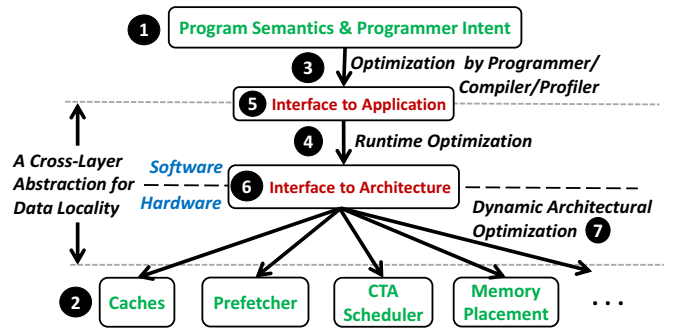 1 Program Semantics & Programmer Intent
3 Optimization by Programmer/
Compiler/Profiler
5 Interface to Application
4 Runtime Optimization
A Cross-Layer
Abstraction for
Data Locality
Software
6 Interface to Architecture
Hardware
Dynamic Architectural
Optimization 7
2 Caches Prefetcher CTA
Scheduler Memory
Placement ...